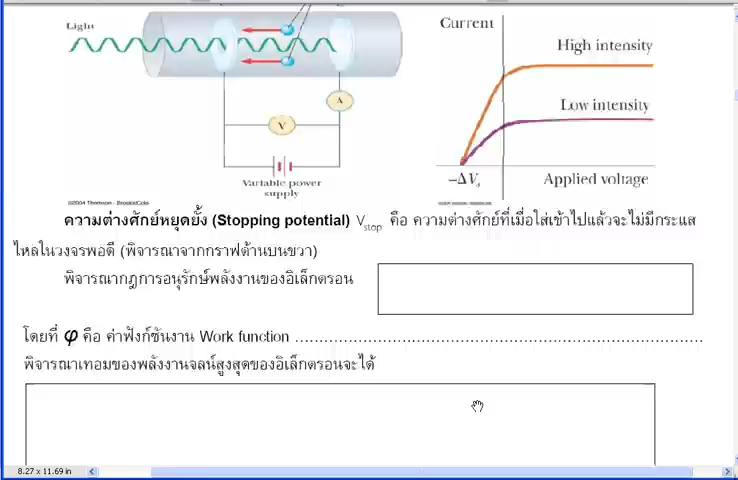 Light
Current
High intensity
Low intensity
A
V
Variable power
supply
−ΔVs
Applied voltage
©2004 Thomson - Brooks/Cole
ความต่างศักย์หยุดยั้ง (Stopping potential) Vstop คือ ความต่างศักย์ที่เมื่อใส่เข้าไปแล้วจะไม่มีกระแส
ไหลในวงจรพอดี (พิจารณาจากกราฟด้านบนขวา)
พิจารณากฎการอนุรักษ์พลังงานของอิเล็กตรอน
โดยที่ φ คือ ค่าฟังก์ชันงาน Work function ....................................................................................
พิจารณาเทอมของพลังงานจลน์สูงสุดของอิเล็กตรอนจะได้
8.27 x 11.69 in